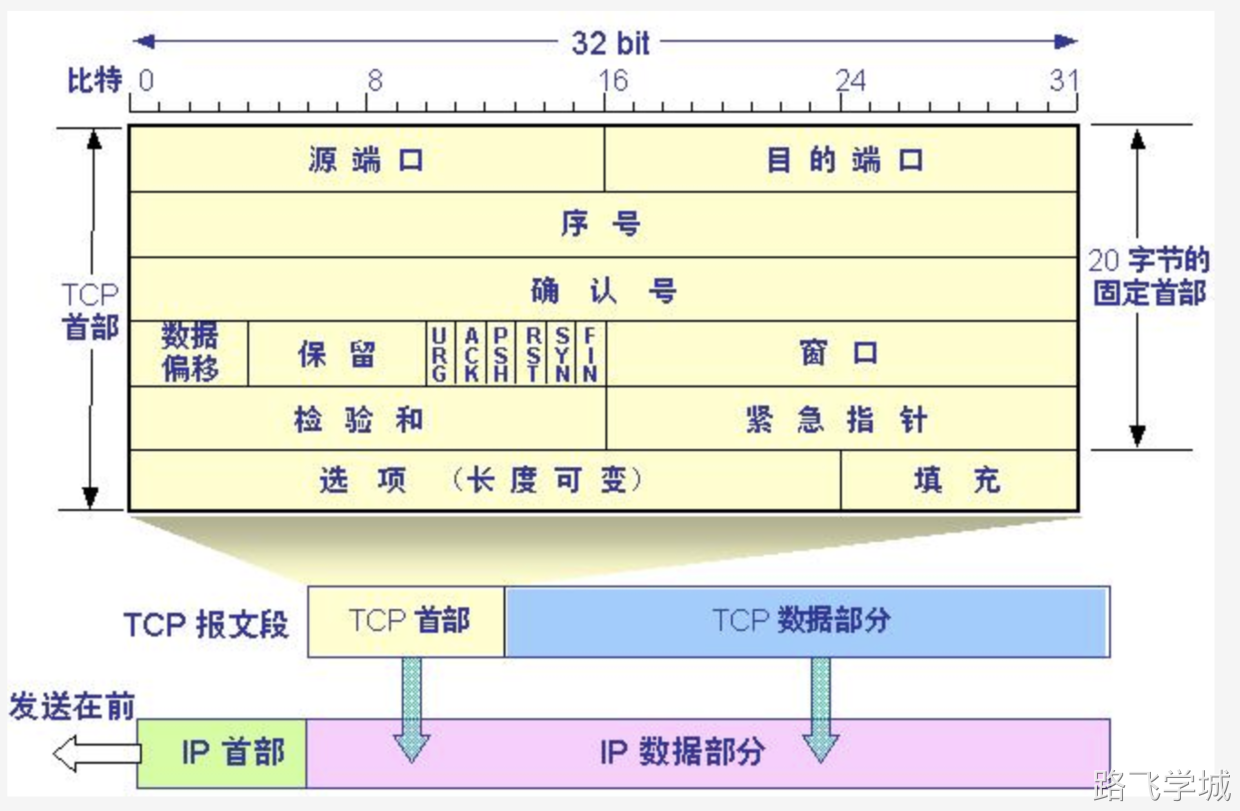 32 bit
比特 0 8 16 24 31
源端口 目的端口
序号
确认号
TCP
首部
20 字节的
固定首部
数据
偏移
保留
URG
ACK
PSH
RST
SYN
FIN
窗口
检验和 紧急指针
选项 (长度可变) 填充
TCP 报文段 TCP 首部 TCP 数据部分
发送在前
IP 首部 IP 数据部分
路飞学城